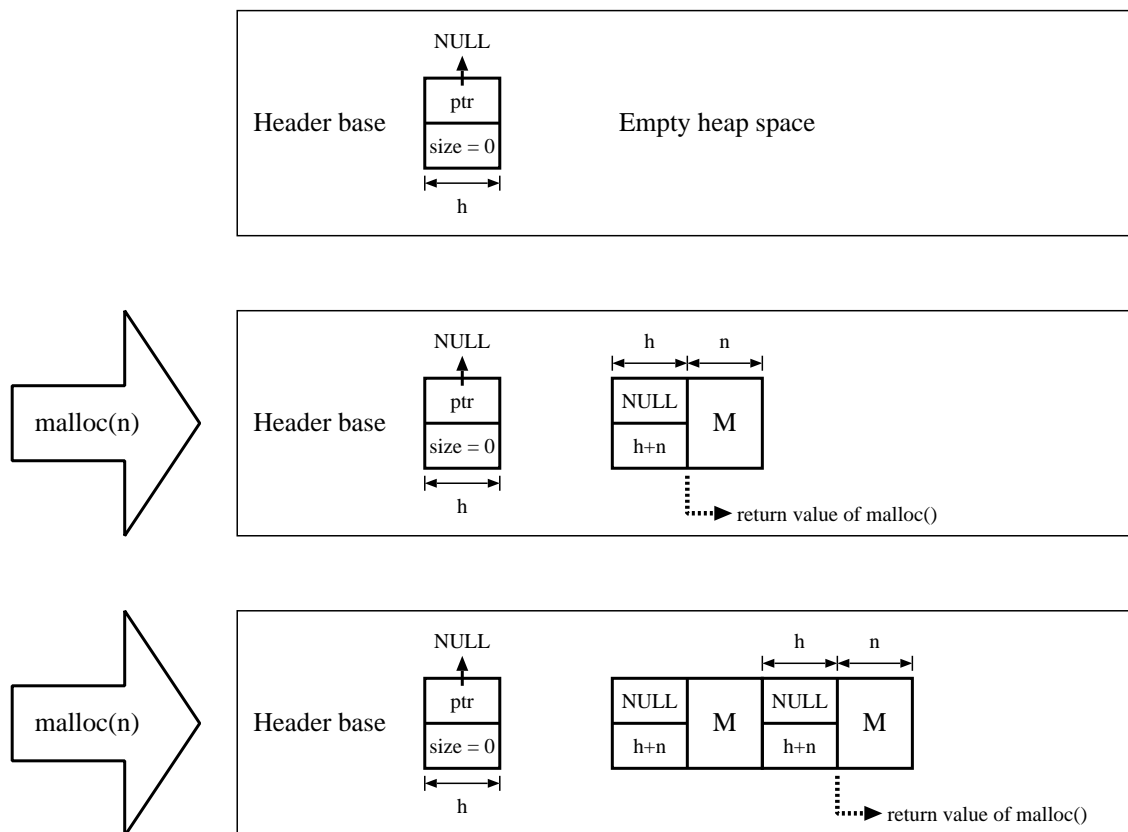 NULL
ptr
Header base
Empty heap space
size = 0
h
malloc(n)
NULL
h
n
ptr
NULL
Header base
M
size = 0
h+n
h
return value of malloc()
malloc(n)
NULL
h
n
ptr
NULL
NULL
Header base
M
M
size = 0
h+n
h+n
h
return value of malloc()